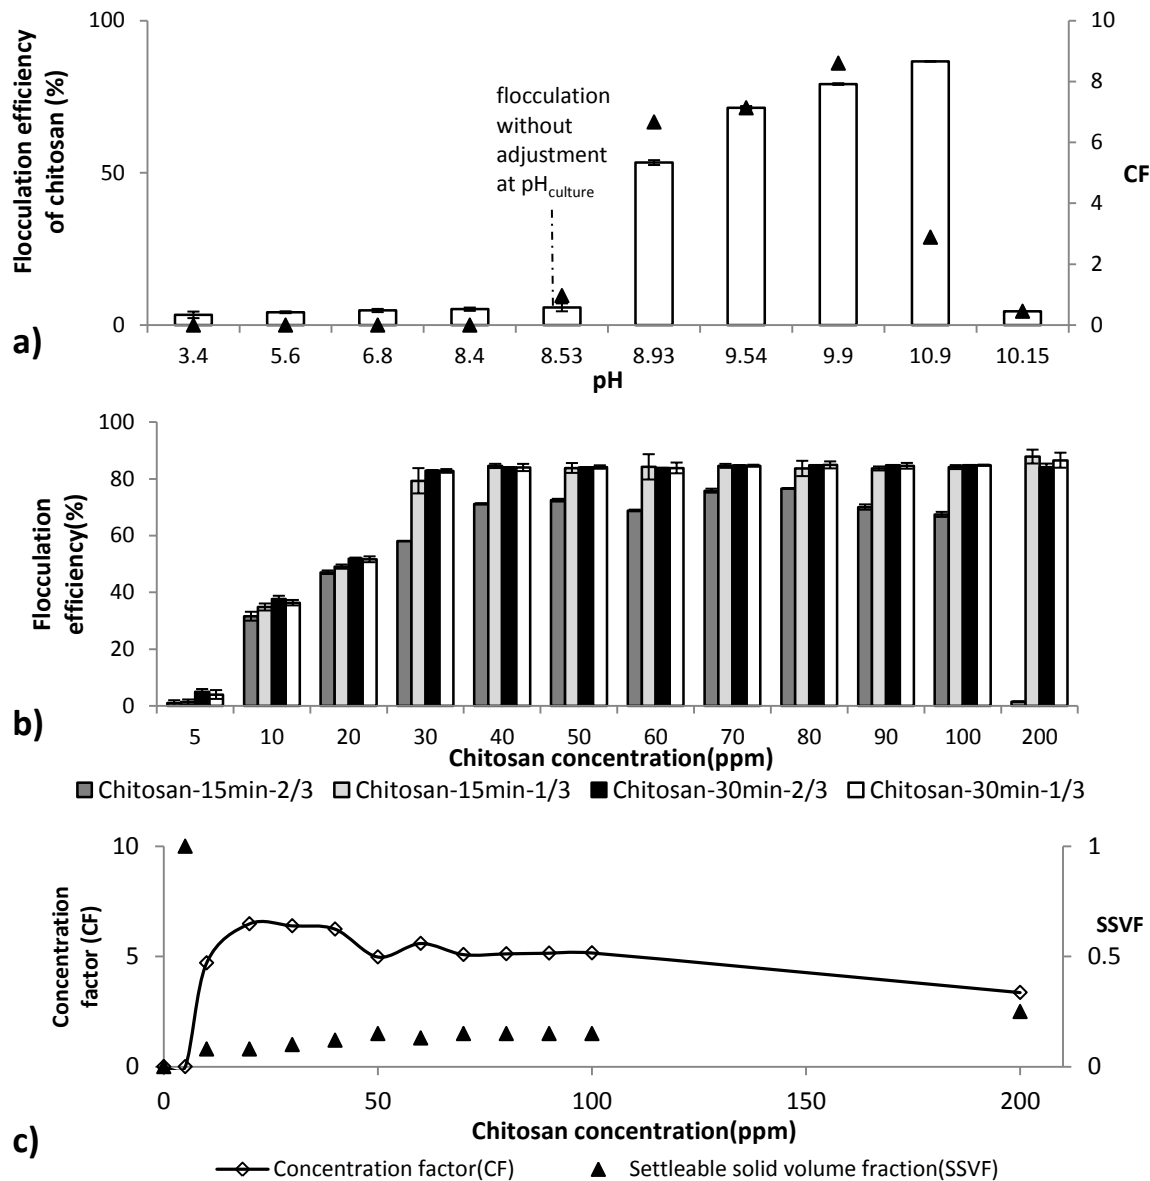 Flocculation efficiency
of chitosan (%)
100
50
0
flocculation
without
adjustment
at pHculture
10
8
6
4
2
0
CF
3.4 5.6 6.8 8.4 8.53 8.93 9.54 9.9 10.9 10.15
pH
a)
Flocculation
efficiency(%)
100
80
60
40
20
0
5 10 20 30 40 50 60 70 80 90 100 200
Chitosan concentration(ppm)
b)
Chitosan-15min-2/3 Chitosan-15min-1/3 Chitosan-30min-2/3 Chitosan-30min-1/3
Concentration
factor (CF)
10
5
0
1
0.5
0
SSVF
0 50 100 150 200
Chitosan concentration(ppm)
c)
Concentration factor(CF) Settleable solid volume fraction(SSVF)